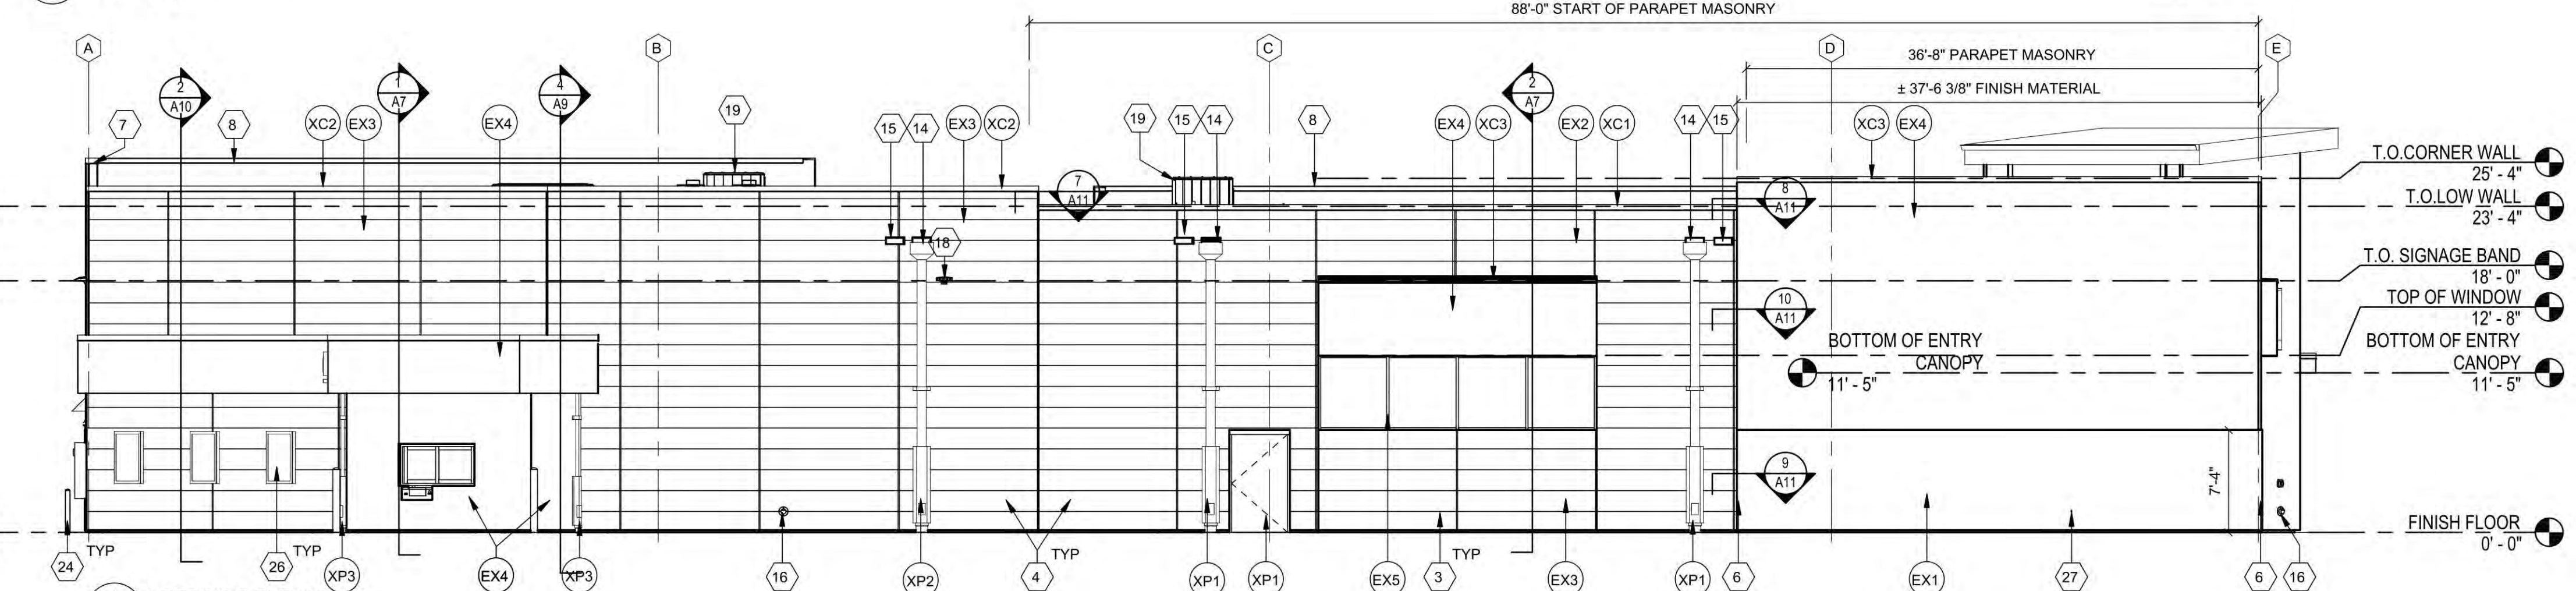 88'-0" START OF PARAPET MASONRY
A
B
C
D
E
36'-8" PARAPET MASONRY
± 37'-6 3/8" FINISH MATERIAL
2
A10
1
A7
4
A9
2
A7
7
8
XC2
EX3
EX4
19
15
14
EX3
XC2
19
15
14
8
EX4
XC3
EX2
XC1
14
15
XC3
EX4
T.O.CORNER WALL
25' - 4"
T.O.LOW WALL
23' - 4"
7
A11
8
A11
18
T.O. SIGNAGE BAND
18' - 0"
TOP OF WINDOW
12' - 8"
10
A11
BOTTOM OF ENTRY
CANOPY
11' - 5"
BOTTOM OF ENTRY
CANOPY
11' - 5"
9
A11
7'-4"
FINISH FLOOR
0' - 0"
TYP
TYP
TYP
TYP
24
26
XP3
EX4
XP3
16
XP2
4
XP1
XP1
EX5
3
EX3
XP1
6
EX1
27
6
16